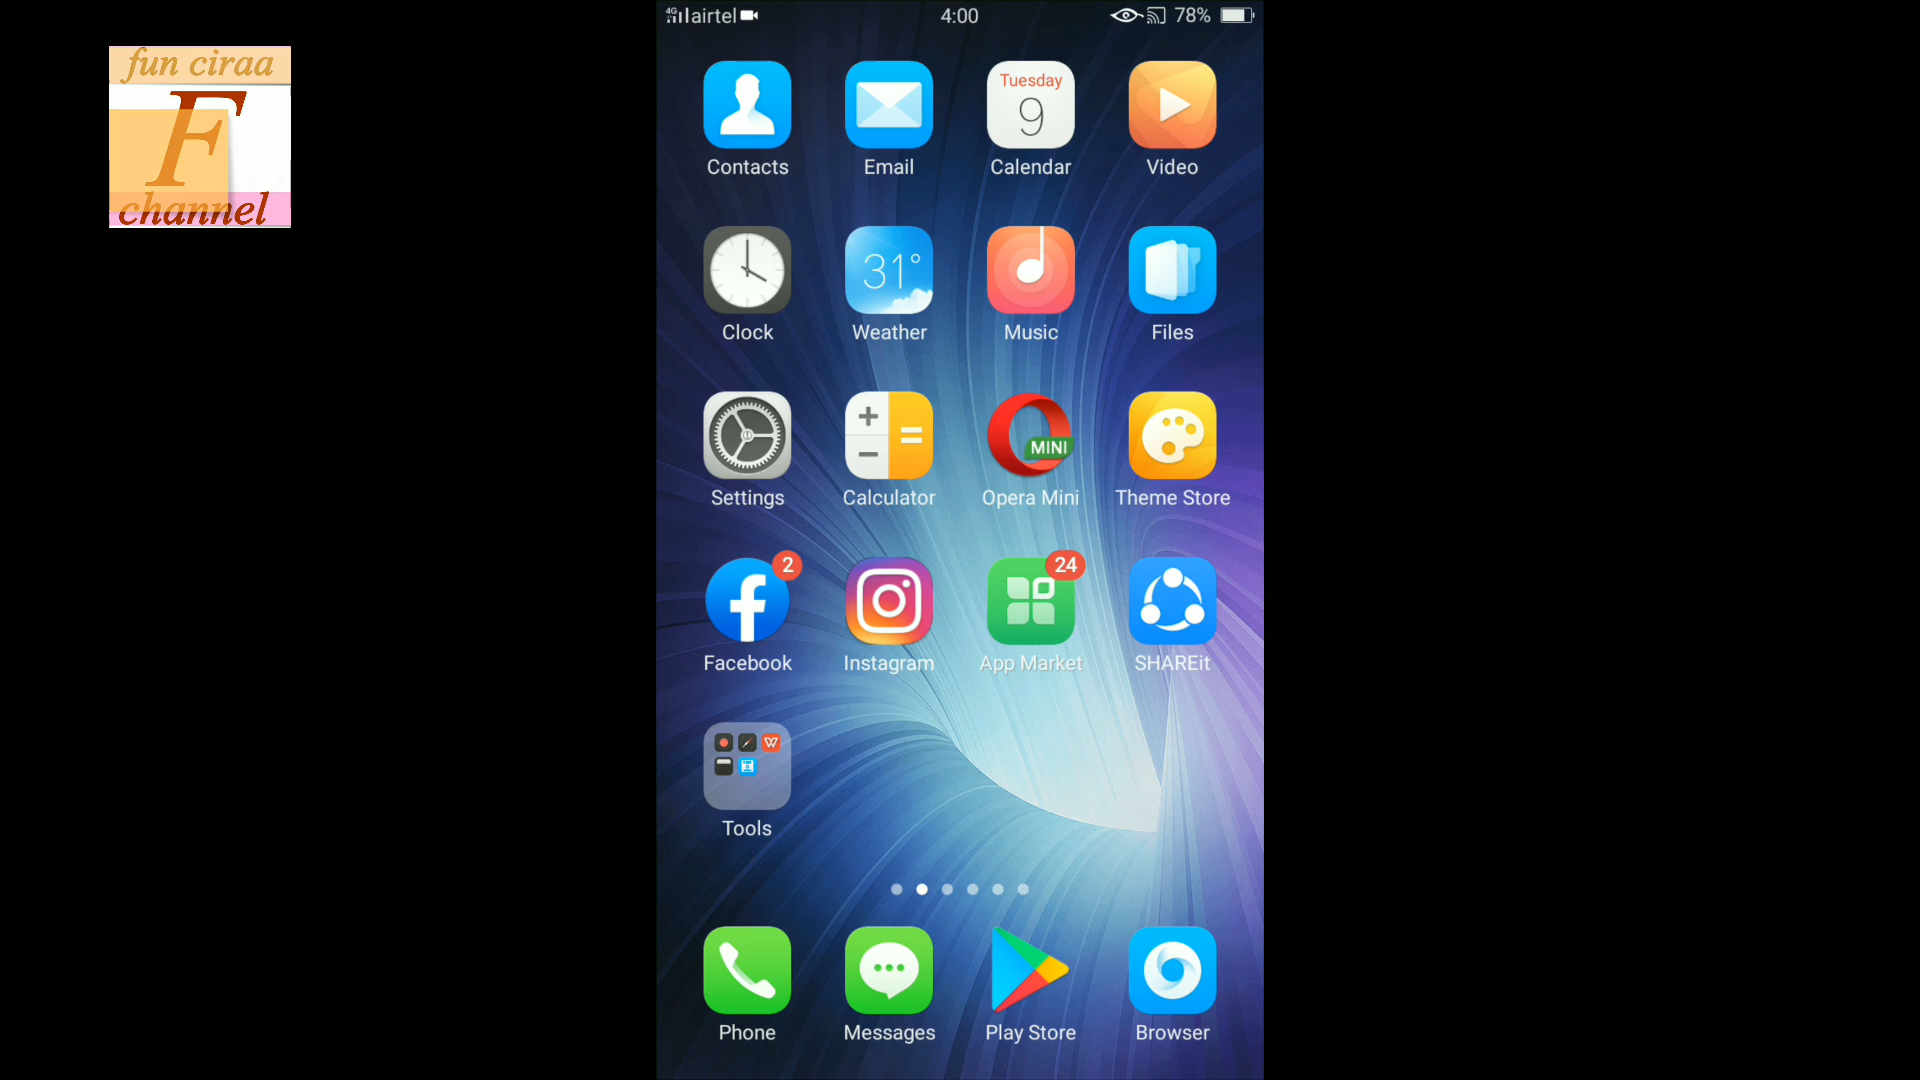 4G airtel 4:00 78%
fun ciraa
F
channel
Tuesday
9
Contacts Email Calendar Video
31°
Clock Weather Music Files
MINI
Settings Calculator Opera Mini Theme Store
2 24
Facebook Instagram App Market SHAREit
W
Tools
Phone Messages Play Store Browser